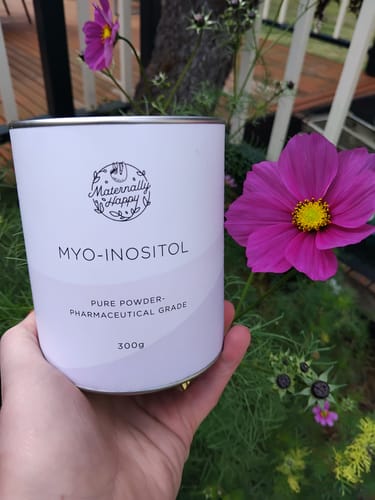 Maternally
Happy
MYO-INOSITOL
PURE POWDER-
PHARMACEUTICAL GRADE
300g